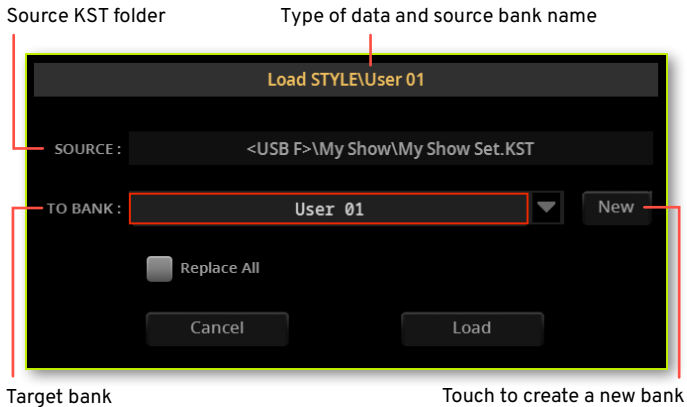 Source KST folder
Type of data and source bank name
Load STYLE\User 01
SOURCE :
<USB F>\My Show\My Show Set.KST
TO BANK :
User 01
New
Replace All
Cancel
Load
Target bank
Touch to create a new bank